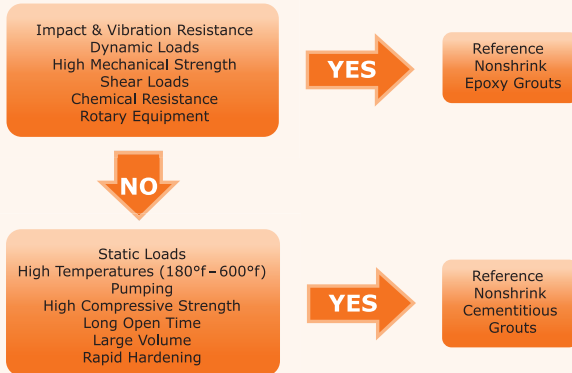 Impact & Vibration Resistance
Dynamic Loads
High Mechanical Strength
Shear Loads
Chemical Resistance
Rotary Equipment
YES
Reference
Nonshrink
Epoxy Grouts
NO
Static Loads
High Temperatures (180°f–600°f)
Pumping
High Compressive Strength
Long Open Time
Large Volume
Rapid Hardening
YES
Reference
Nonshrink
Cementitious
Grouts